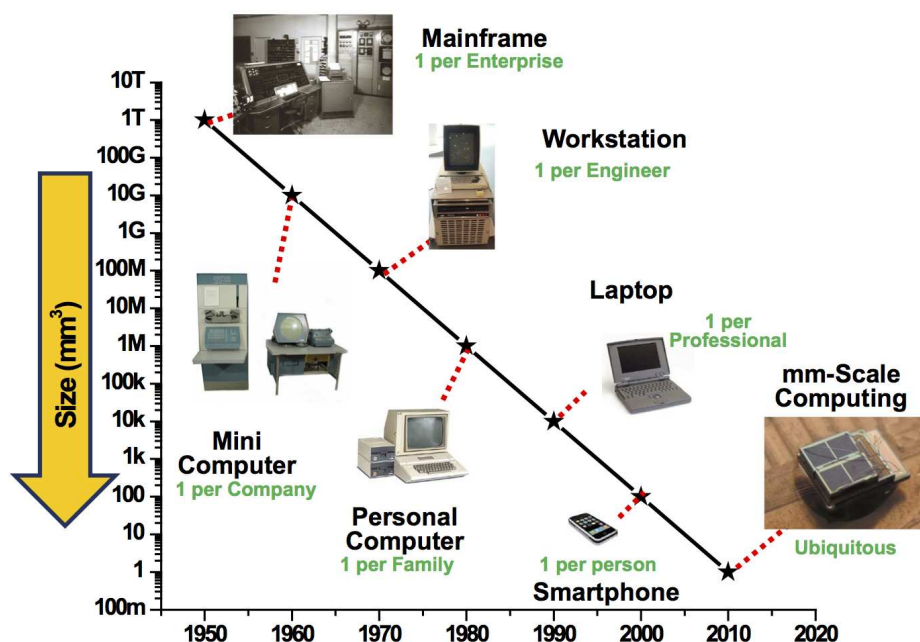 Mainframe
1 per Enterprise
Workstation
1 per Engineer
Laptop
1 per
Professional
mm-Scale
Computing
Ubiquitous
Mini
Computer
1 per Company
Personal
Computer
1 per Family
1 per person
Smartphone
Size (mm³)
10T
1T
100G
10G
1G
100M
10M
1M
100k
10k
1k
100
10
1
100m
1950
1960
1970
1980
1990
2000
2010
2020